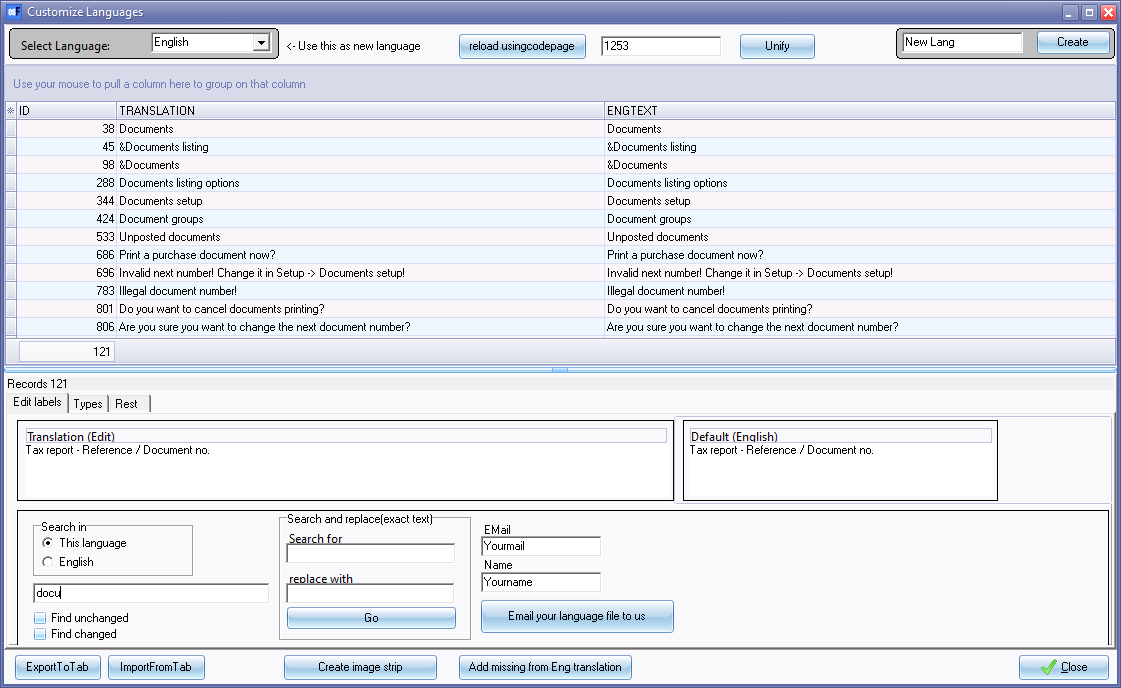 Customize Languages
Select Language: English <- Use this as new language reload usingcodepage 1253 Unify New Lang Create
Use your mouse to pull a column here to group on that column
ID TRANSLATION ENGTEXT
38 Documents Documents
45 &Documents listing &Documents listing
98 &Documents &Documents
288 Documents listing options Documents listing options
344 Documents setup Documents setup
424 Document groups Document groups
533 Unposted documents Unposted documents
686 Print a purchase document now? Print a purchase document now?
696 Invalid next number! Change it in Setup -> Documents setup! Invalid next number! Change it in Setup -> Documents setup!
783 Illegal document number! Illegal document number!
801 Do you want to cancel documents printing? Do you want to cancel documents printing?
806 Are you sure you want to change the next document number? Are you sure you want to change the next document number?
121
Records 121
Edit labels Types Rest
Translation (Edit) Default (English)
Tax report - Reference / Document no. Tax report - Reference / Document no.
Search in
This language
English
docu
Find unchanged
Find changed
Search and replace(exact text)
Search for
replace with
Go
EMail
Yourmail
Name
Yourname
Email your language file to us
ExportToTab ImportFromTab Create image strip Add missing from Eng translation Close